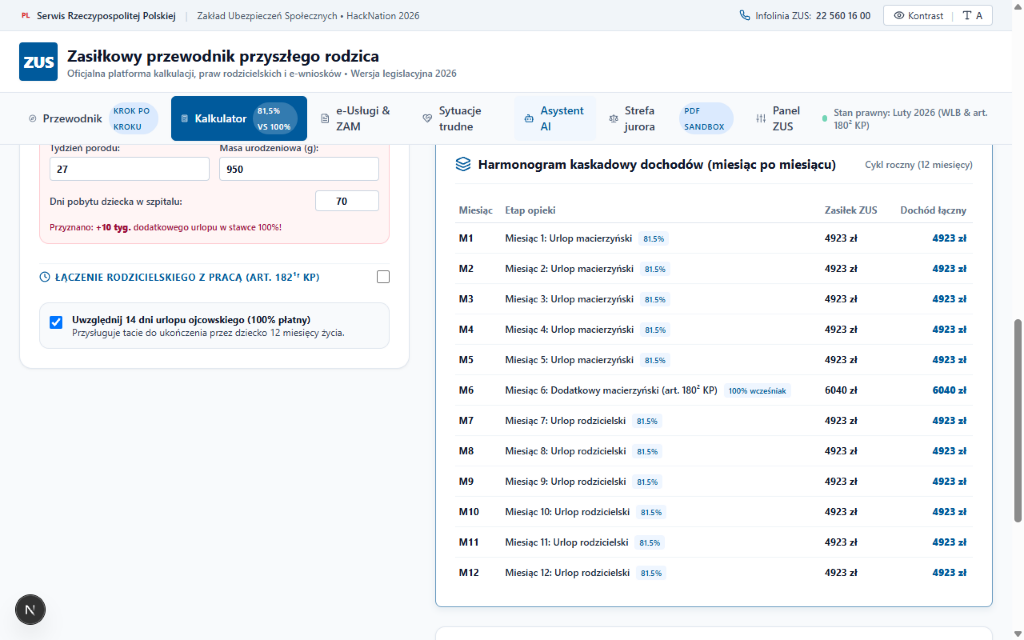 PL Serwis Rzeczypospolitej Polskiej | Zakład Ubezpieczeń Społecznych • HackNation 2026
Infolinia ZUS: 22 560 16 00
Kontrast | A
ZUS
Zasiłkowy przewodnik przyszłego rodzica
Oficjalna platforma kalkulacji, praw rodzicielskich i e-wniosków • Wersja legislacyjna 2026
Przewodnik
KROK PO KROKU
Kalkulator
81,5% VS 100%
e-Usługi & ZAM
Sytuacje trudne
Asystent AI
Strefa jurora
PDF SANDBOX
Panel ZUS
Stan prawny: Luty 2026 (WLB & art. 180² KP)
Tydzień porodu:
Masa urodzeniowa (g):
27
950
Dni pobytu dziecka w szpitalu:
70
Przyznano: +10 tyg. dodatkowego urlopu w stawce 100%!
ŁĄCZENIE RODZICIELSKIEGO Z PRACĄ (ART. 182¹ᶠ KP)
Uwzględnij 14 dni urlopu ojcowskiego (100% płatny)
Przysługuje tacie do ukończenia przez dziecko 12 miesięcy życia.
Harmonogram kaskadowy dochodów (miesiąc po miesiącu)
Cykl roczny (12 miesięcy)
Miesiąc Etap opieki Zasiłek ZUS Dochód łączny
M1 Miesiąc 1: Urlop macierzyński 81.5% 4923 zł 4923 zł
M2 Miesiąc 2: Urlop macierzyński 81.5% 4923 zł 4923 zł
M3 Miesiąc 3: Urlop macierzyński 81.5% 4923 zł 4923 zł
M4 Miesiąc 4: Urlop macierzyński 81.5% 4923 zł 4923 zł
M5 Miesiąc 5: Urlop macierzyński 81.5% 4923 zł 4923 zł
M6 Miesiąc 6: Dodatkowy macierzyński (art. 180² KP) 100% wcześniak 6040 zł 6040 zł
M7 Miesiąc 7: Urlop rodzicielski 81.5% 4923 zł 4923 zł
M8 Miesiąc 8: Urlop rodzicielski 81.5% 4923 zł 4923 zł
M9 Miesiąc 9: Urlop rodzicielski 81.5% 4923 zł 4923 zł
M10 Miesiąc 10: Urlop rodzicielski 81.5% 4923 zł 4923 zł
M11 Miesiąc 11: Urlop rodzicielski 81.5% 4923 zł 4923 zł
M12 Miesiąc 12: Urlop rodzicielski 81.5% 4923 zł 4923 zł
N